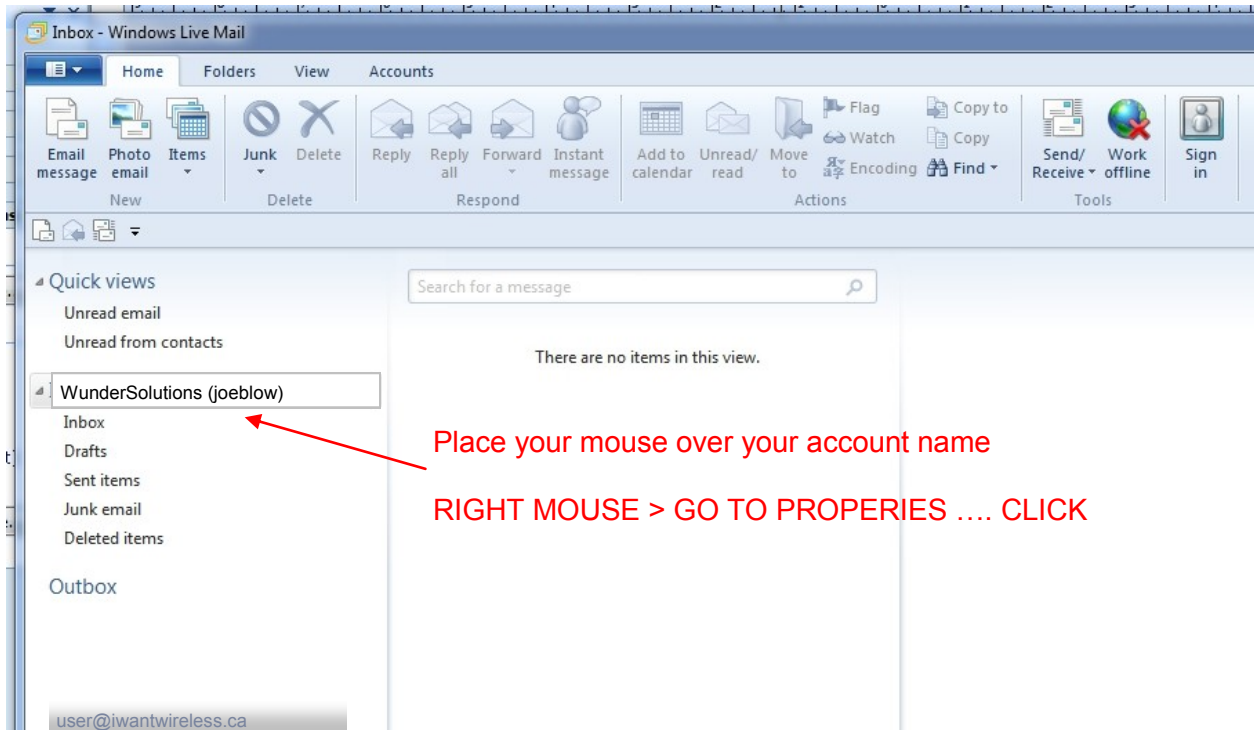 Inbox - Windows Live Mail
Home Folders View Accounts
Email message
Photo email
Items
Junk
Delete
Reply
Reply all
Forward
Instant message
Add to calendar
Unread/ read
Move to
Flag
Watch
Encoding
Copy to
Copy
Find
Send/ Receive
Work offline
Sign in
New Delete Respond Actions Tools
Quick views
Search for a message
Unread email
Unread from contacts
There are no items in this view.
WunderSolutions (joeblow)
Inbox
Drafts
Sent items
Junk email
Deleted items
Place your mouse over your account name
RIGHT MOUSE > GO TO PROPERIES .... CLICK
Outbox
user@iwantwireless.ca